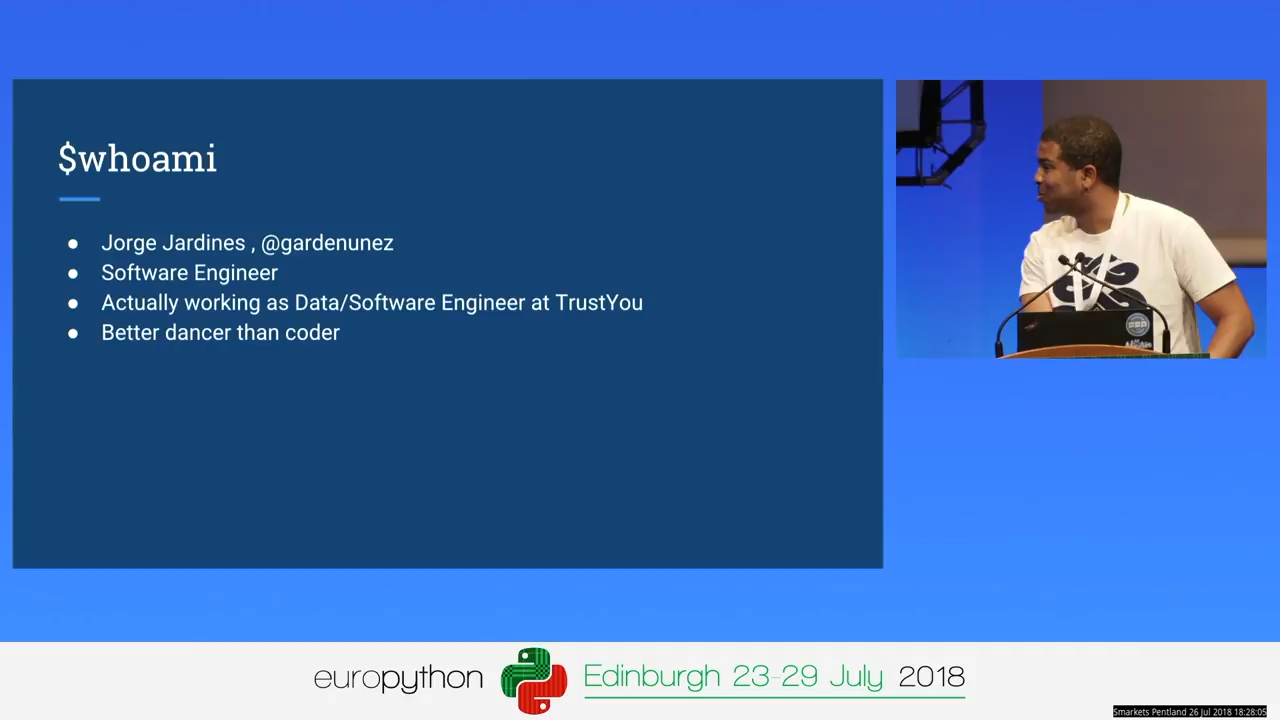 $whoami
● Jorge Jardines , @gardenunez
● Software Engineer
● Actually working as Data/Software Engineer at TrustYou
● Better dancer than coder
europython Edinburgh 23-29 July 2018
Smarkets Pentland 26 Jul 2018 18:28:05